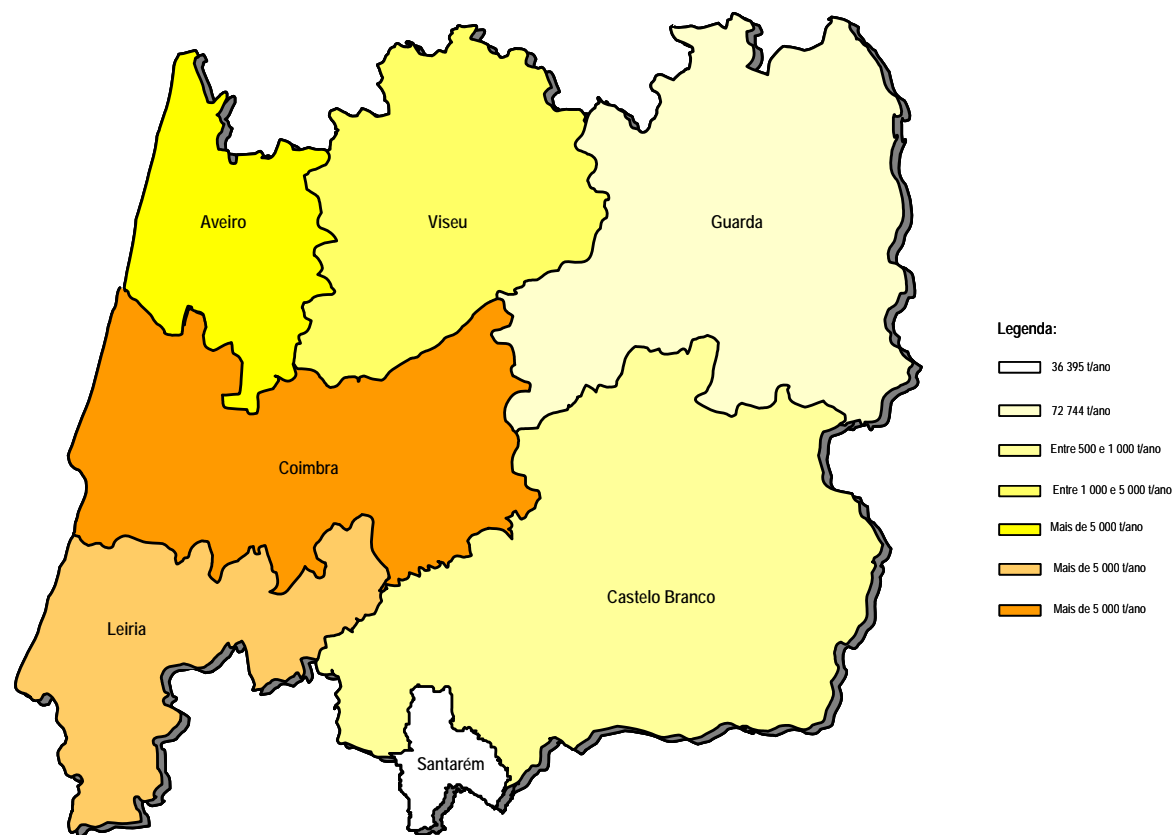 Aveiro
Viseu
Guarda
Coimbra
Leiria
Castelo Branco
Santarém
Legenda:
36 395 t/ano
72 744 t/ano
Entre 500 e 1 000 t/ano
Entre 1 000 e 5 000 t/ano
Mais de 5 000 t/ano
Mais de 5 000 t/ano
Mais de 5 000 t/ano